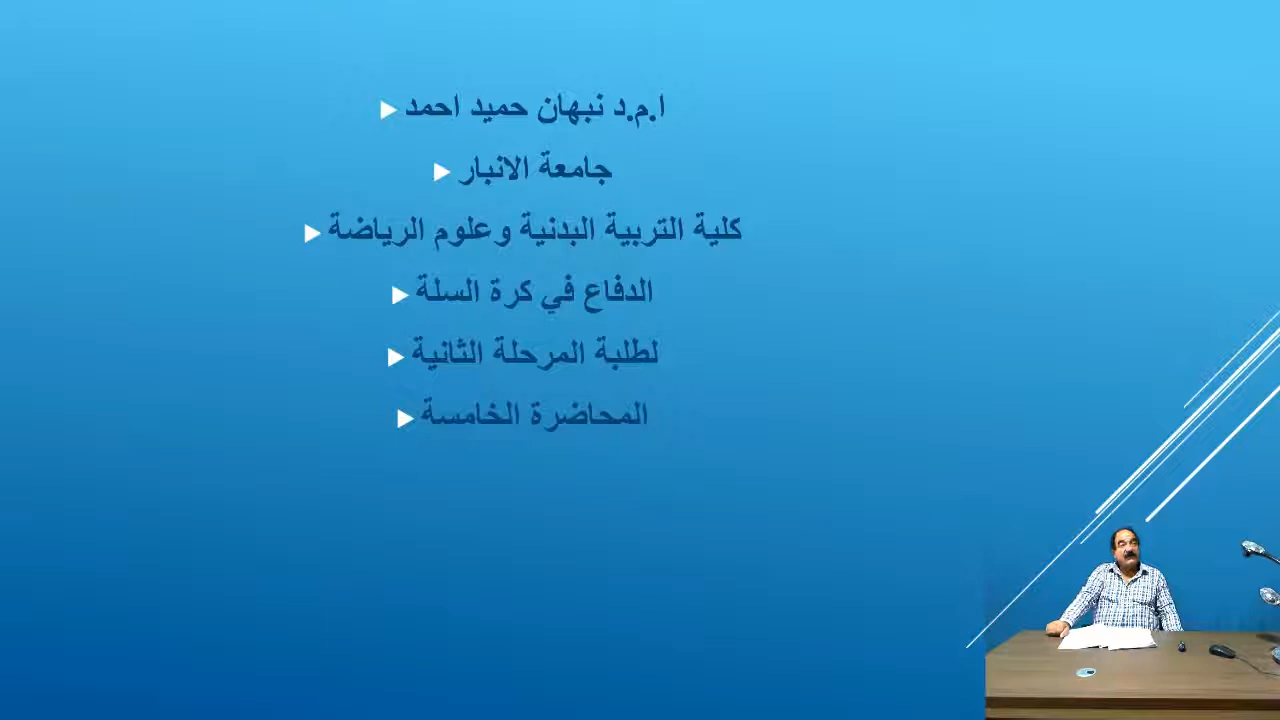 ا.م.د نبهان حميد احمد
جامعة الانبار
كلية التربية البدنية وعلوم الرياضة
الدفاع في كرة السلة
لطلبة المرحلة الثانية
المحاضرة الخامسة